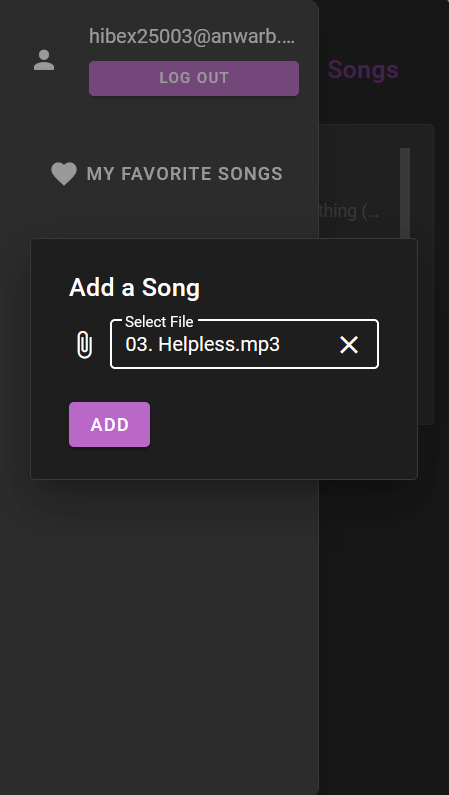 hibex25003@anwarb....
LOG OUT
Songs
MY FAVORITE SONGS
thing (...
Add a Song
Select File
03. Helpless.mp3
ADD